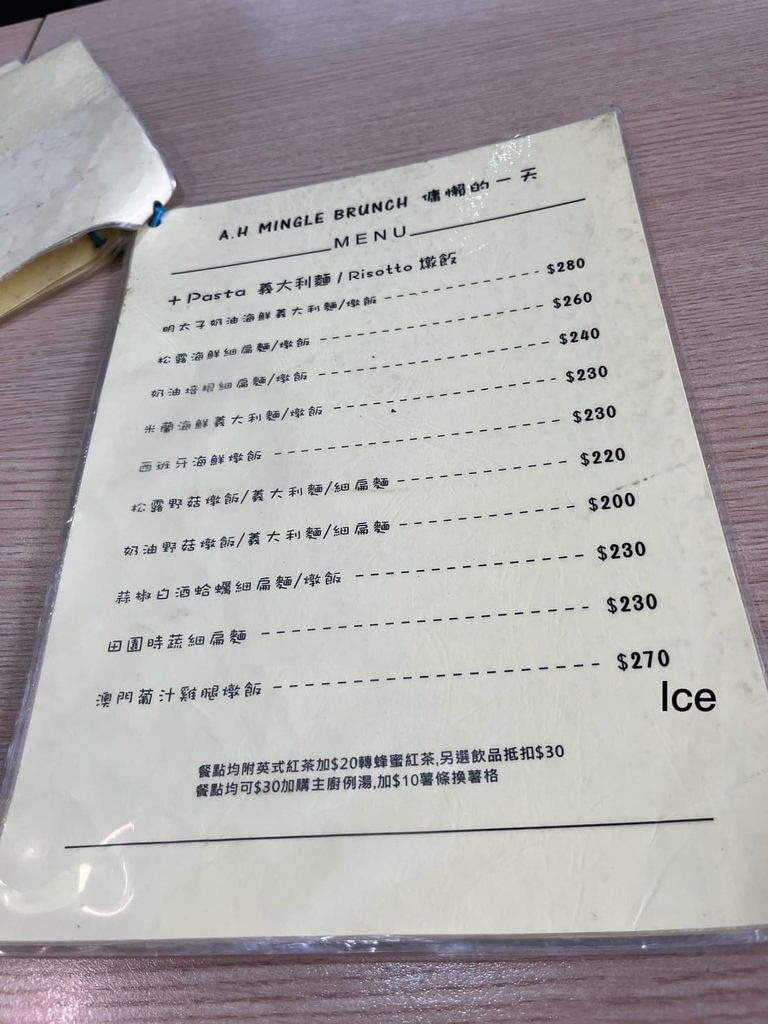 A.H MINGLE BRUNCH 慵懶的一天
MENU
+ Pasta 義大利麵 / Risotto 燉飯
明太子奶油海鮮義大利麵/燉飯 $280
松露海鮮細扁麵/燉飯 $260
奶油培根細扁麵/燉飯 $240
米蘭海鮮義大利麵/燉飯 $230
西班牙海鮮燉飯 $230
松露野菇燉飯/義大利麵/細扁麵 $220
奶油野菇燉飯/義大利麵/細扁麵 $200
蒜椒白酒蛤蠣細扁麵/燉飯 $230
田園時蔬細扁麵 $230
澳門葡汁雞腿燉飯 $270
Ice
餐點均附英式紅茶加$20轉蜂蜜紅茶,另選飲品抵扣$30
餐點均可$30加購主廚例湯,加$10薯條換薯格